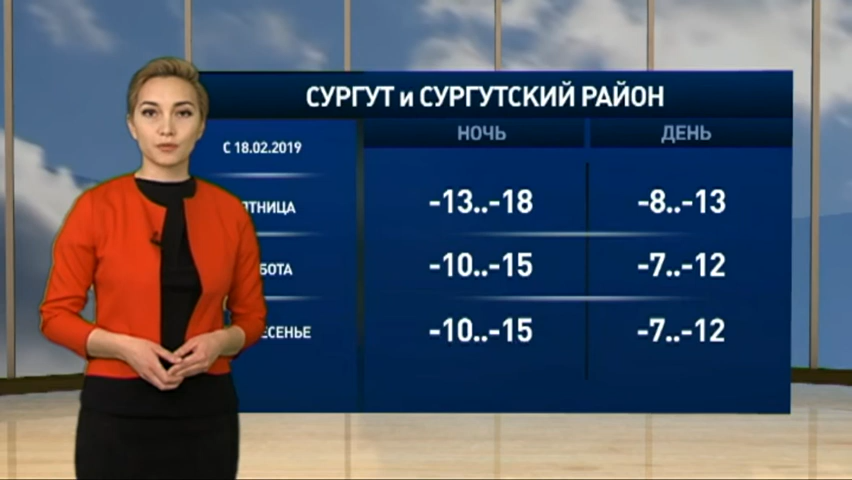 СУРГУТ и СУРГУТСКИЙ РАЙОН
НОЧЬ ДЕНЬ
С 18.02.2019
-13..-18 -8..-13
-10..-15 -7..-12
-10..-15 -7..-12